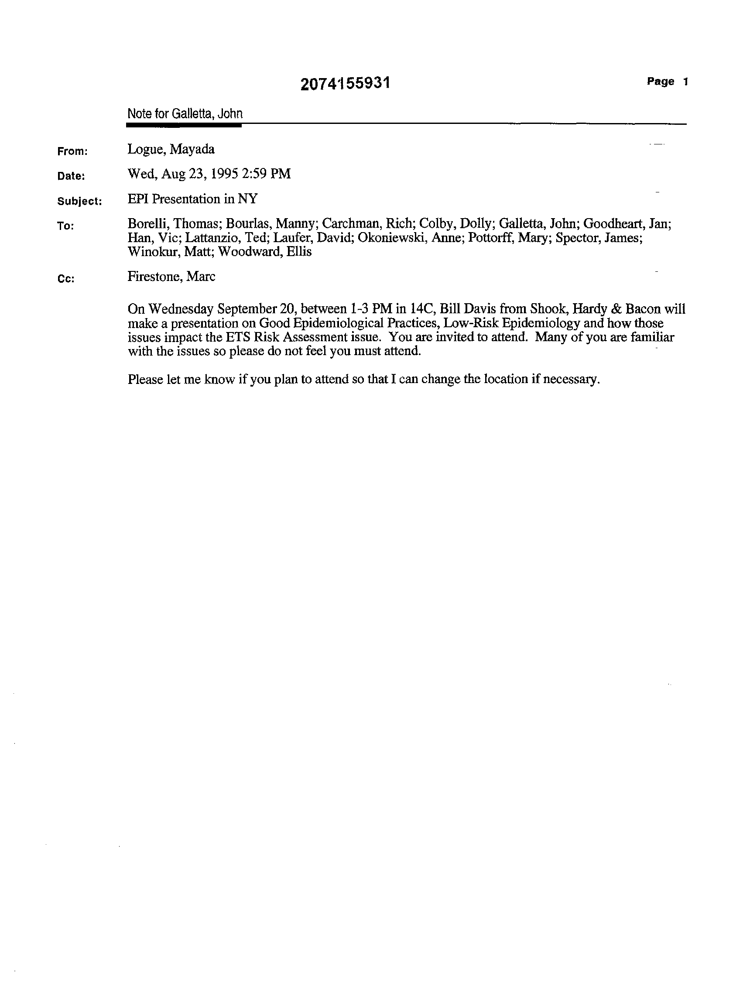 2074155931
Page 1
Note for Galletta, John
From: Logue, Mayada
Date: Wed, Aug 23, 1995 2:59 PM
Subject: EPI Presentation in NY
To: Borelli, Thomas; Bourlas, Manny; Carchman, Rich; Colby, Dolly; Galletta, John; Goodheart, Jan;
Han, Vic; Lattanzio, Ted; Laufer, David; Okoniewski, Anne; Pottorff, Mary; Spector, James;
Winokur, Matt; Woodward, Ellis
Cc: Firestone, Marc
On Wednesday September 20, between 1-3 PM in 14C, Bill Davis from Shook, Hardy & Bacon will
make a presentation on Good Epidemiological Practices, Low-Risk Epidemiology and how those
issues impact the ETS Risk Assessment issue. You are invited to attend. Many of you are familiar
with the issues so please do not feel you must attend.
Please let me know if you plan to attend so that I can change the location if necessary.